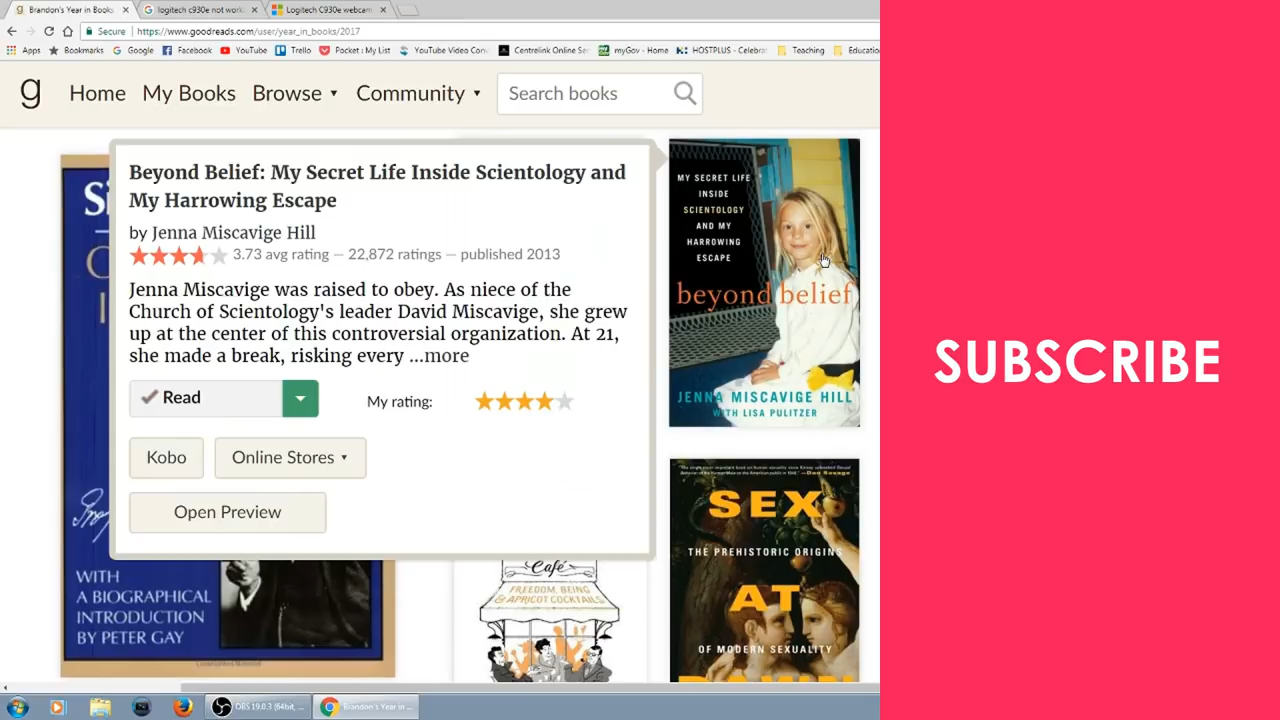 Brandon's Year in Books
logitech c930e not work
Logitech C930e webcam
Secure
https://www.goodreads.com/user/year_in_books/2017
Apps
Bookmarks
Google
Facebook
YouTube
Trello
Pocket : My List
YouTube Video Con
Centrelink Online Se
myGov - Home
HOSTPLUS - Celebra
Teaching
Educatio
g
Home
My Books
Browse
Community
Search books
Beyond Belief: My Secret Life Inside Scientology and
My Harrowing Escape
by Jenna Miscavige Hill
3.73 avg rating — 22,872 ratings — published 2013
Jenna Miscavige was raised to obey. As niece of the
Church of Scientology's leader David Miscavige, she grew
up at the center of this controversial organization. At 21,
she made a break, risking every ...more
Read
My rating:
Kobo
Online Stores
Open Preview
WITH
A BIOGRAPHICAL
INTRODUCTION
BY PETER GAY
Café
FREEDOM, BEING
& APRICOT COCKTAILS
MY SECRET LIFE
INSIDE
SCIENTOLOGY
AND MY
HARROWING
ESCAPE
beyond belief
JENNA MISCAVIGE HILL
WITH LISA PULITZER
SEX
THE PREHISTORIC ORIGINS
AT
OF MODERN SEXUALITY
DAWN
SUBSCRIBE
OBS 19.0.3 (64bit, ...
Brandon's Year in ...